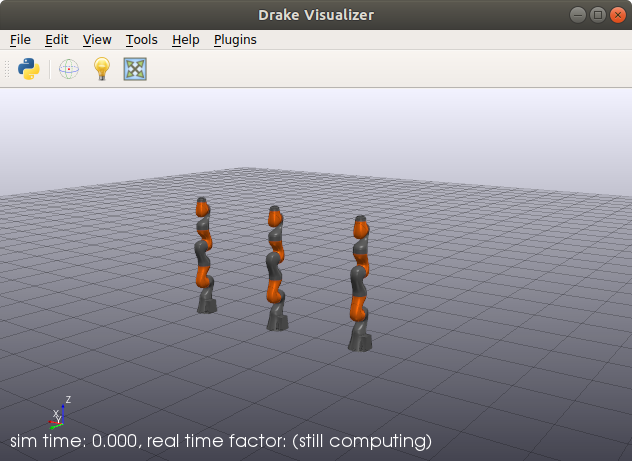 Drake Visualizer
File Edit View Tools Help Plugins
Z
X
Y
sim time: 0.000, real time factor: (still computing)